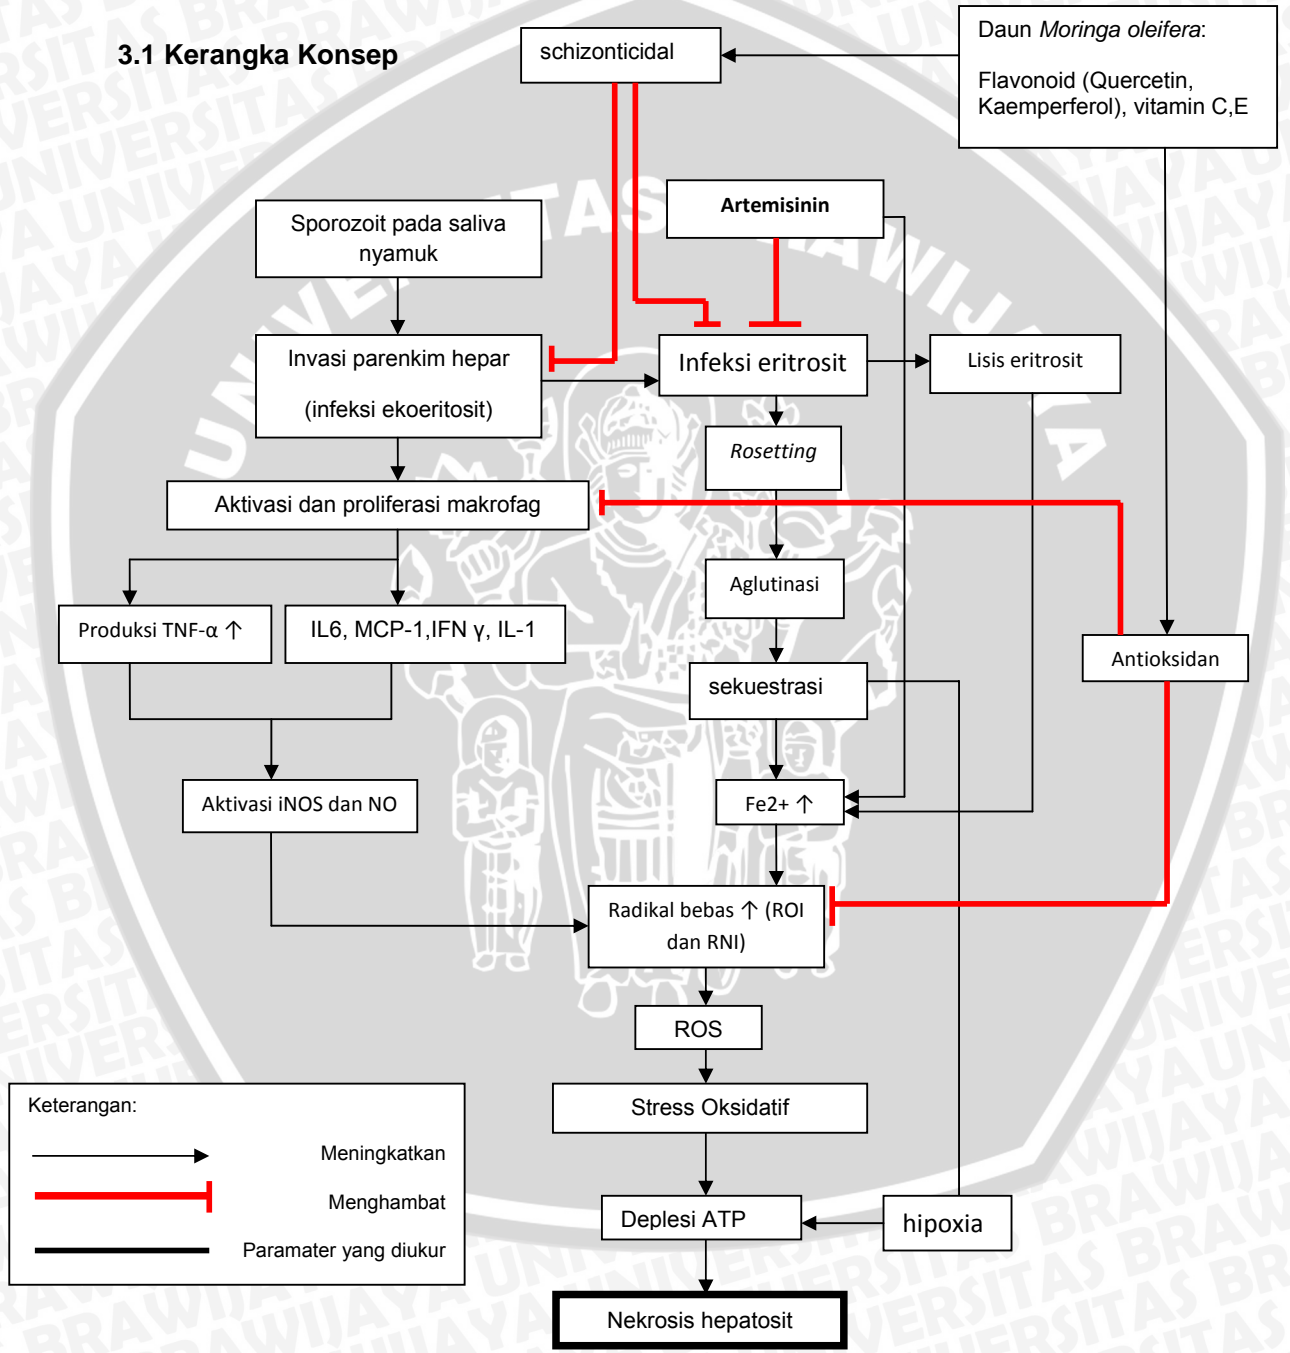 3.1 Kerangka Konsep
schizonticidal
Daun Moringa oleifera:
Flavonoid (Quercetin,
Kaemperferol), vitamin C,E
Sporozoit pada saliva
nyamuk
Artemisinin
Invasi parenkim hepar
(infeksi ekoeritosit)
Infeksi eritrosit
Lisis eritrosit
Rosetting
Aktivasi dan proliferasi makrofag
Aglutinasi
Produksi TNF-α ↑
IL6, MCP-1,IFN γ, IL-1
Antioksidan
sekuestrasi
Aktivasi iNOS dan NO
Fe2+ ↑
Radikal bebas ↑ (ROI
dan RNI)
ROS
Stress Oksidatif
Keterangan:
Meningkatkan
Menghambat
Paramater yang diukur
Deplesi ATP
hipoxia
Nekrosis hepatosit
UNIVERSITAS BRAWIJAYA